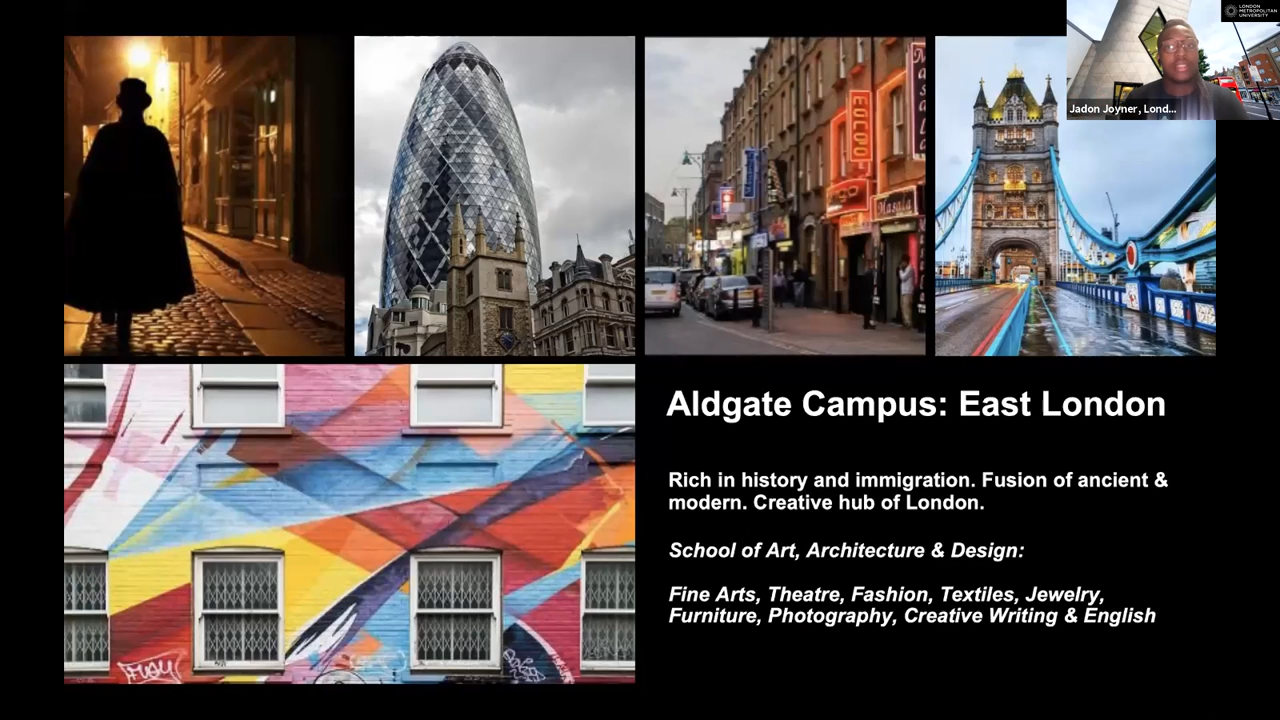 LONDON
METROPOLITAN
UNIVERSITY
Jadon Joyner, Lond...
Masala
Aldgate Campus: East London
Rich in history and immigration. Fusion of ancient &
modern. Creative hub of London.
School of Art, Architecture & Design:
Fine Arts, Theatre, Fashion, Textiles, Jewelry,
Furniture, Photography, Creative Writing & English